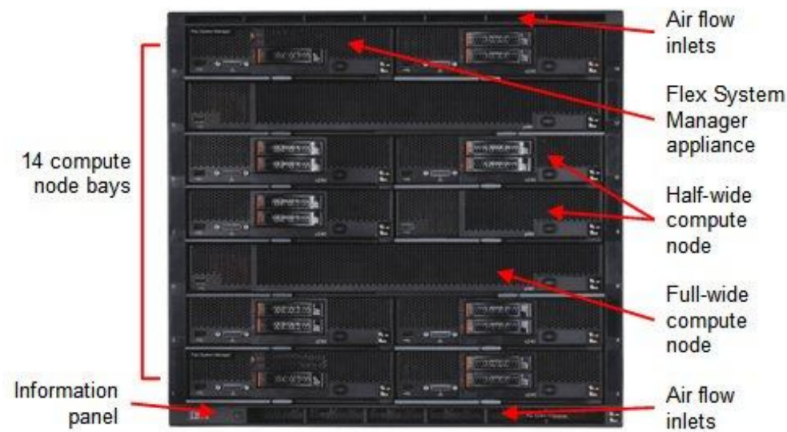 Air flow
inlets
Flex System
Manager
appliance
14 compute
node bays
Half-wide
compute
node
Full-wide
compute
node
Information
panel
Air flow
inlets